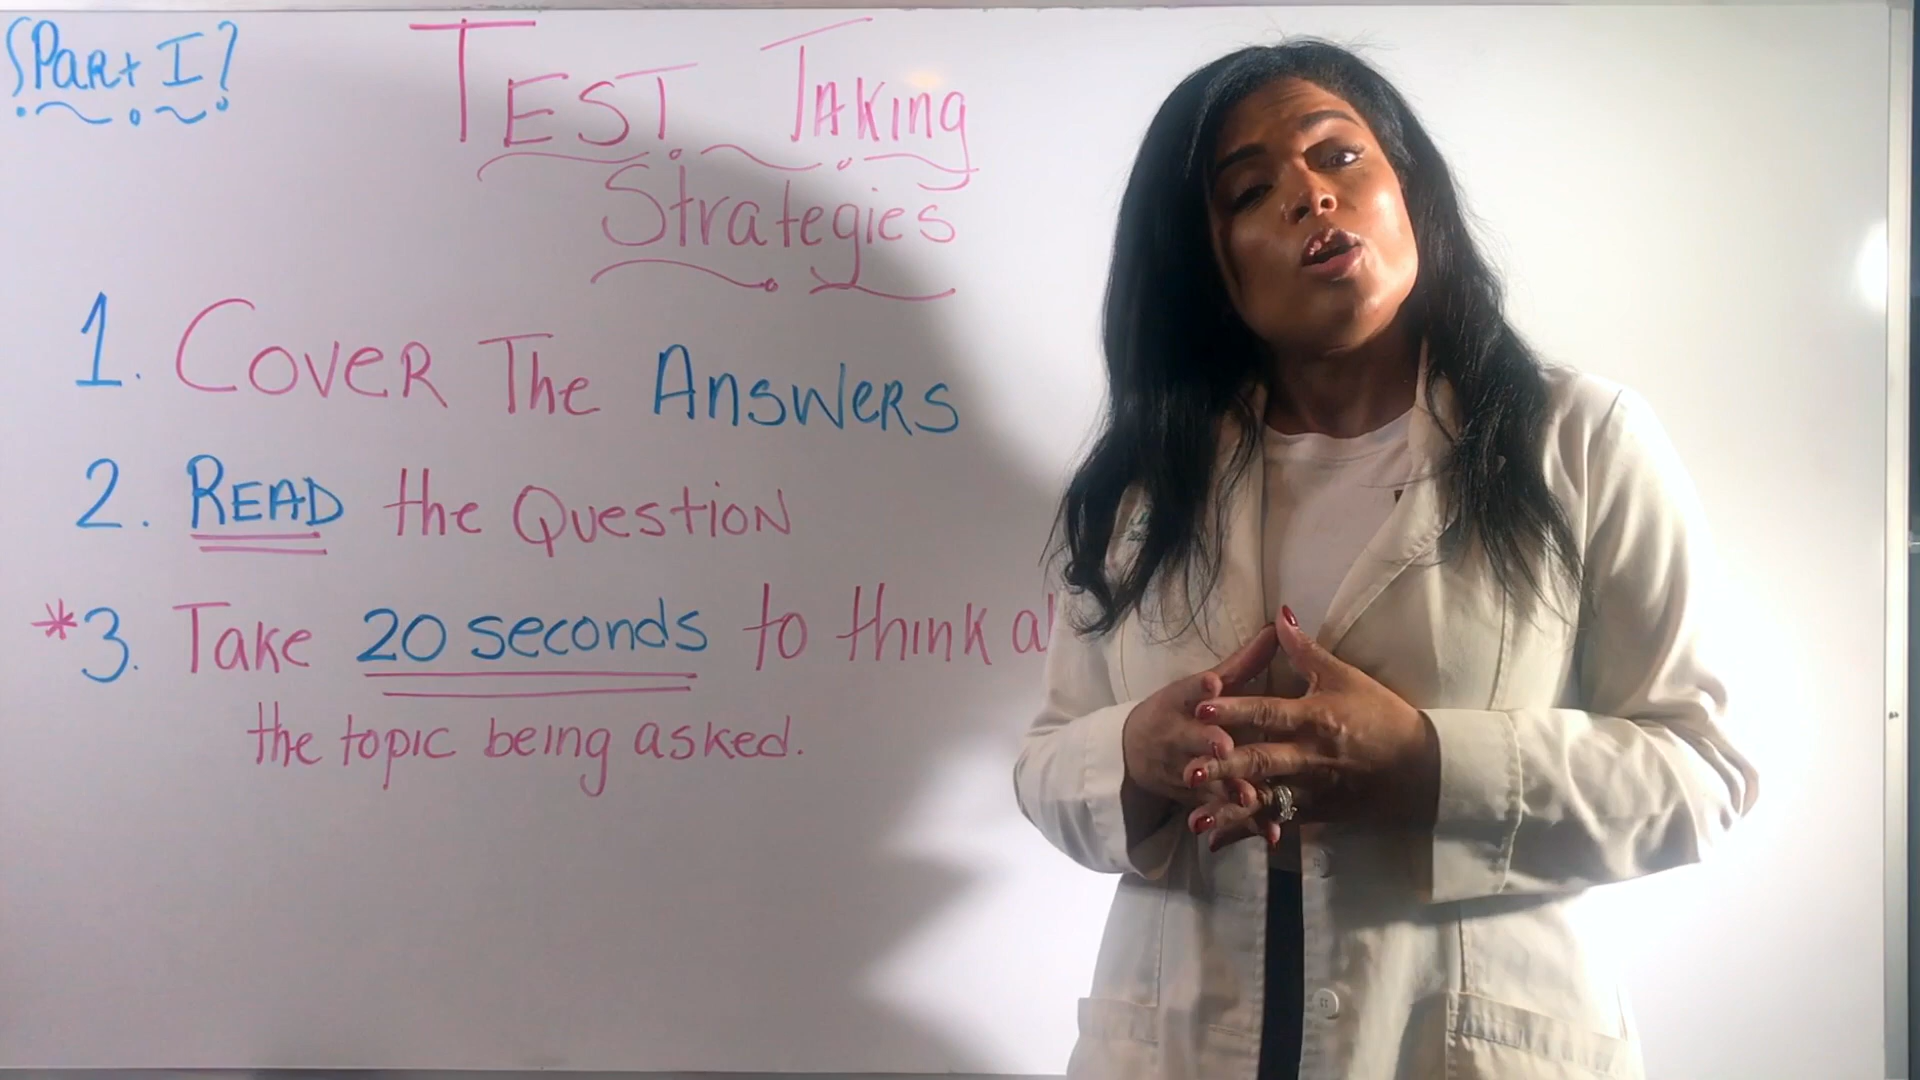 {Part I}
Test Taking
Strategies
1. Cover The Answers
2. Read the Question
*3. Take 20 seconds to think
the topic being asked.